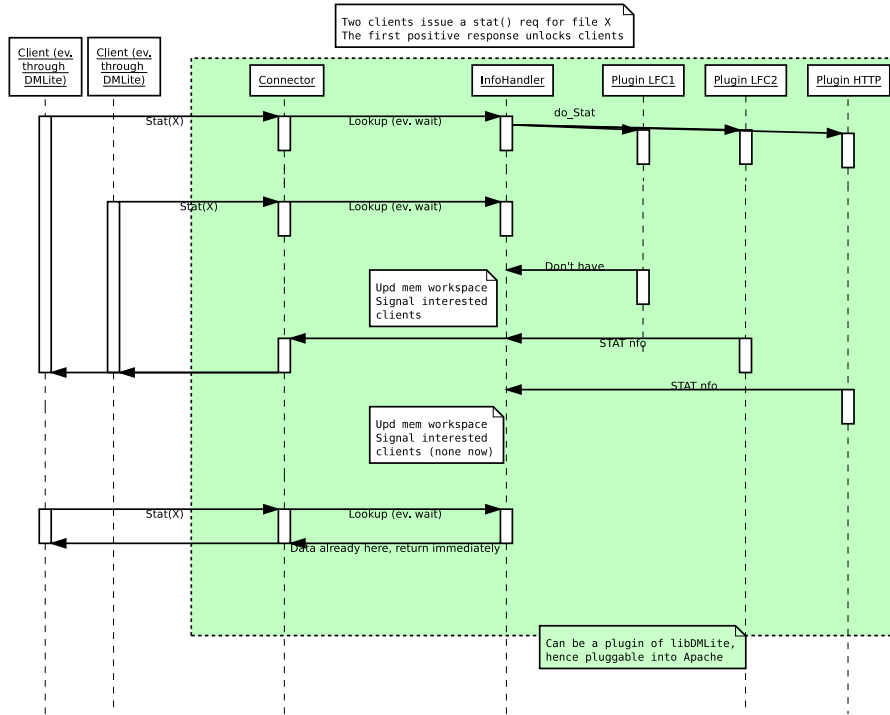 Two clients issue a stat() req for file X
The first positive response unlocks clients
Client (ev.
through
DMLite)
Client (ev.
through
DMLite)
Connector
InfoHandler
Plugin LFC1
Plugin LFC2
Plugin HTTP
Stat(X)
Lookup (ev. wait)
do_Stat
Stat(X)
Lookup (ev. wait)
Don't have
Upd mem workspace
Signal interested
clients
STAT nfo
STAT nfo
Upd mem workspace
Signal interested
clients (none now)
Stat(X)
Lookup (ev. wait)
Data already here, return immediately
Can be a plugin of libDMLite,
hence pluggable into Apache